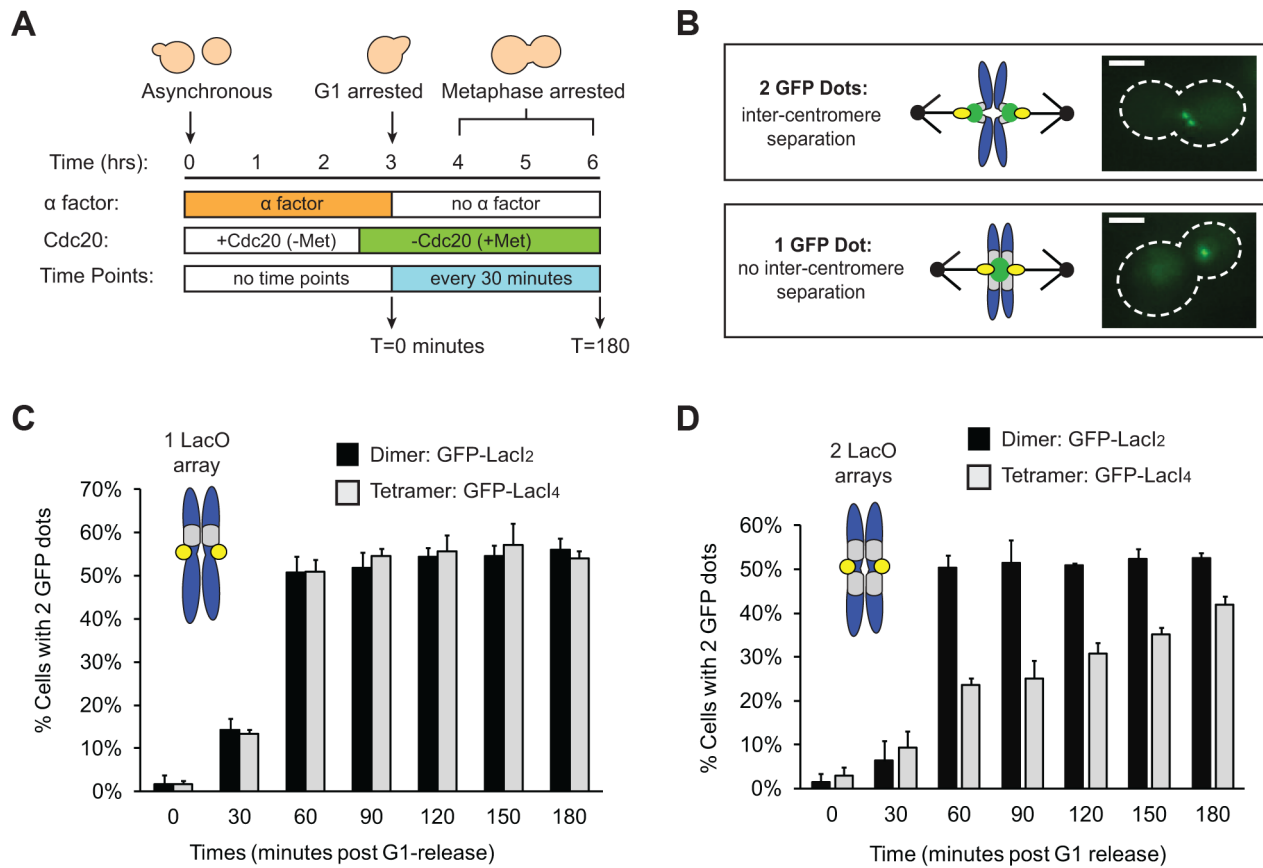 A
Asynchronous
G1 arrested
Metaphase arrested
Time (hrs):
0 1 2 3 4 5 6
α factor:
α factor
no α factor
Cdc20:
+Cdc20 (-Met)
-Cdc20 (+Met)
Time Points:
no time points
every 30 minutes
T=0 minutes
T=180
B
2 GFP Dots:
inter-centromere
separation
1 GFP Dot:
no inter-centromere
separation
C
1 LacO
array
Dimer: GFP-LacI2
Tetramer: GFP-LacI4
% Cells with 2 GFP dots
70%
60%
50%
40%
30%
20%
10%
0%
0 30 60 90 120 150 180
Times (minutes post G1-release)
D
2 LacO
arrays
Dimer: GFP-LacI2
Tetramer: GFP-LacI4
% Cells with 2 GFP dots
60%
50%
40%
30%
20%
10%
0%
0 30 60 90 120 150 180
Time (minutes post G1 release)